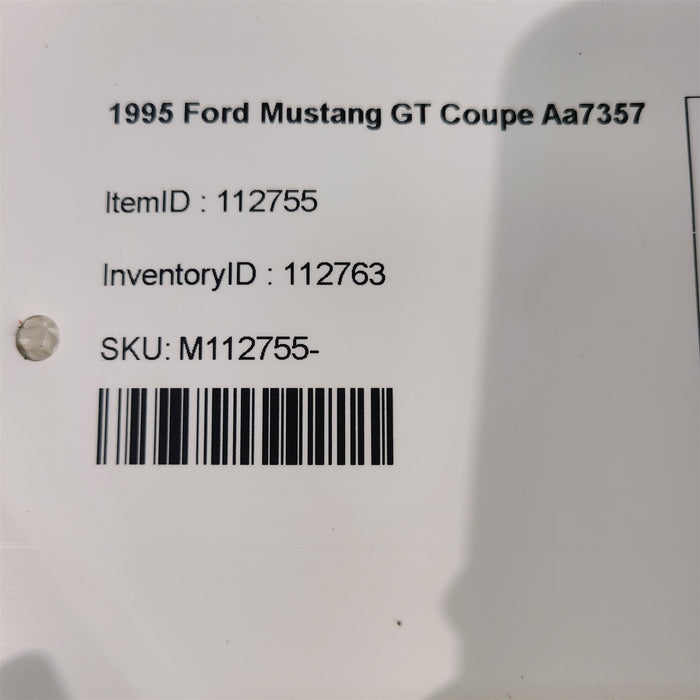 1995 Ford Mustang GT Coupe Aa7357
ItemID : 112755
InventoryID : 112763
SKU: M112755-